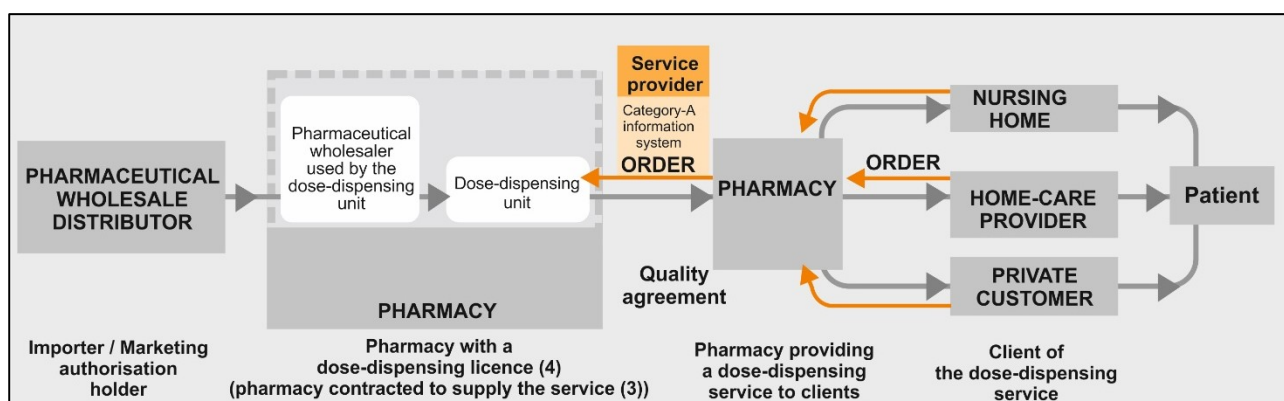 PHARMACEUTICAL
WHOLESALE
DISTRIBUTOR
Importer / Marketing
authorisation
holder
Pharmaceutical
wholesaler
used by the
dose-dispensing
unit
Dose-dispensing
unit
PHARMACY
Pharmacy with a
dose-dispensing licence (4)
(pharmacy contracted to supply the service (3))
Service
provider
Category-A
information
system
ORDER
Quality
agreement
PHARMACY
Pharmacy providing
a dose-dispensing
service to clients
ORDER
NURSING
HOME
HOME-CARE
PROVIDER
PRIVATE
CUSTOMER
Client of
the dose-dispensing
service
Patient